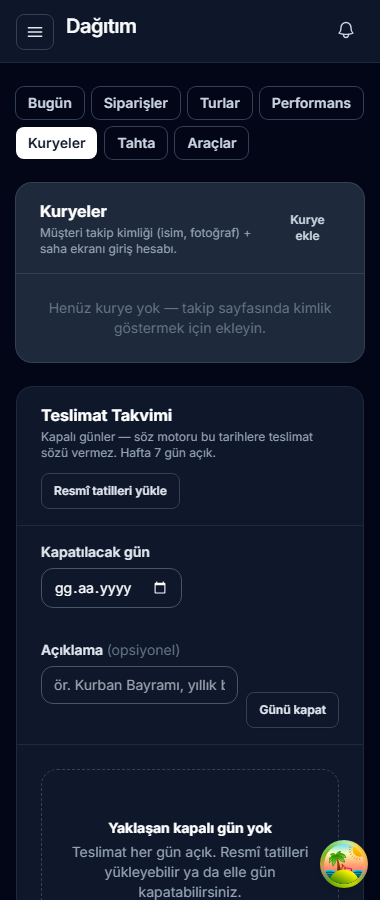 Dağıtım
Bugün
Siparişler
Turlar
Performans
Kuryeler
Tahta
Araçlar
Kuryeler
Müşteri takip kimliği (isim, fotoğraf) +
saha ekranı giriş hesabı.
Kurye
ekle
Henüz kurye yok — takip sayfasında kimlik
göstermek için ekleyin.
Teslimat Takvimi
Kapalı günler — söz motoru bu tarihlere teslimat
sözü vermez. Hafta 7 gün açık.
Resmî tatilleri yükle
Kapatılacak gün
gg.aa.yyyy
Açıklama (opsiyonel)
ör. Kurban Bayramı, yıllık
Günü kapat
Yaklaşan kapalı gün yok
Teslimat her gün açık. Resmî tatilleri
yükleyebilir ya da elle gün
kapatabilirsiniz.